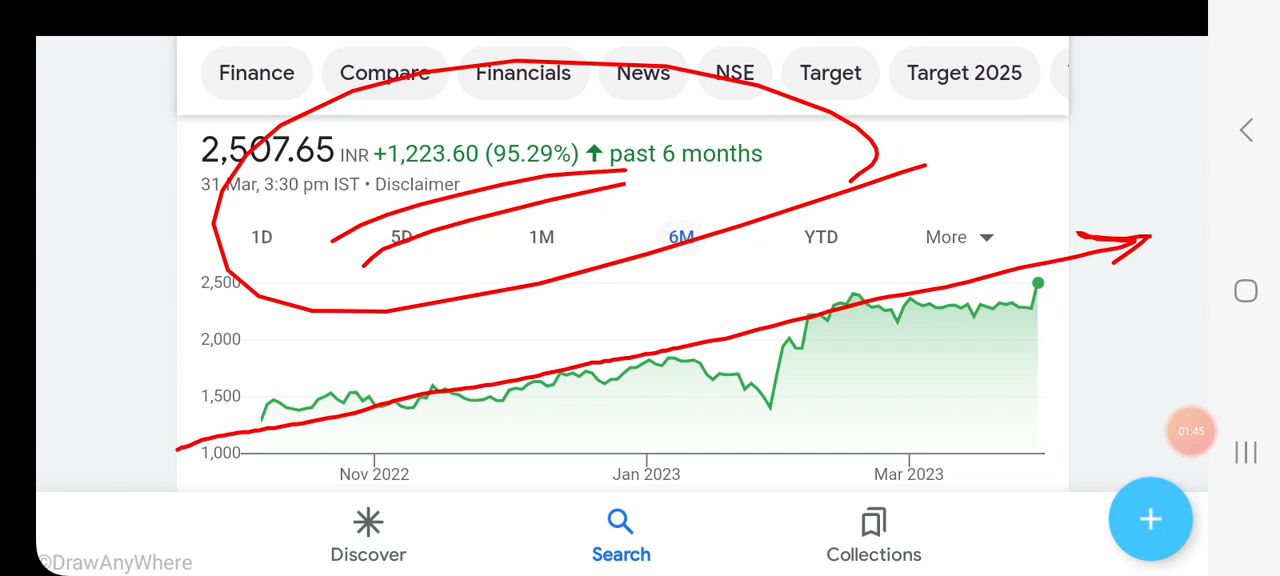 Finance Compare Financials News NSE Target Target 2025
2,507.65 INR +1,223.60 (95.29%) ↑ past 6 months
31 Mar, 3:30 pm IST • Disclaimer
1D 5D 1M 6M YTD More
2,500
2,000
1,500
1,000
Nov 2022 Jan 2023 Mar 2023
01:45
Discover Search Collections
©DrawAnyWhere